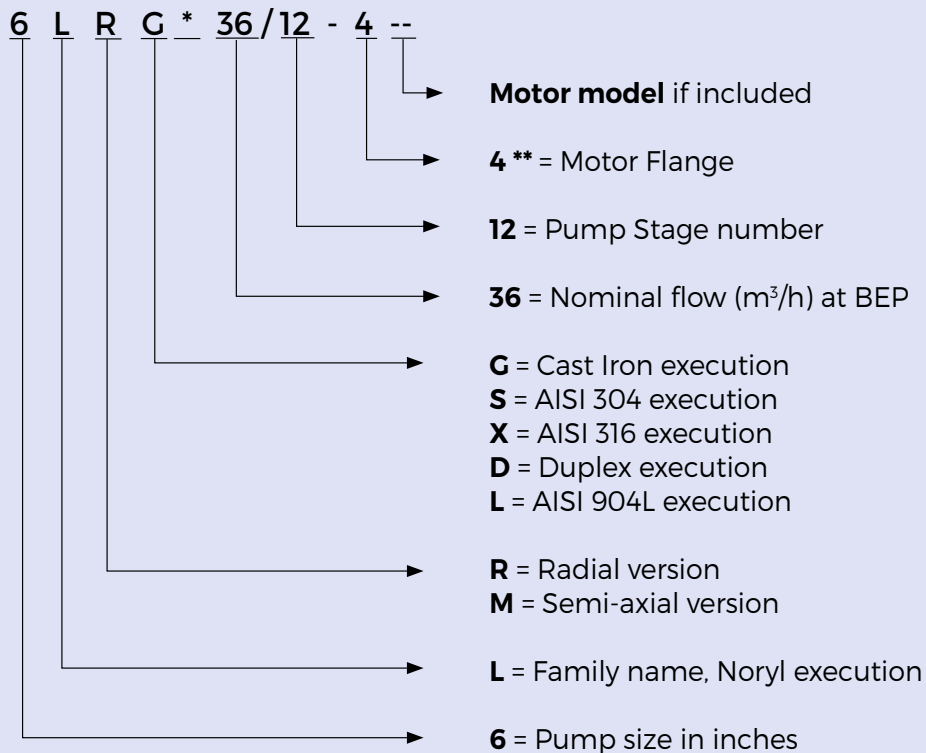 6 L R G * 36/12 - 4 --
Motor model if included
4 ** = Motor Flange
12 = Pump Stage number
36 = Nominal flow (m³/h) at BEP
G = Cast Iron execution
S = AISI 304 execution
X = AISI 316 execution
D = Duplex execution
L = AISI 904L execution
R = Radial version
M = Semi-axial version
L = Family name, Noryl execution
6 = Pump size in inches